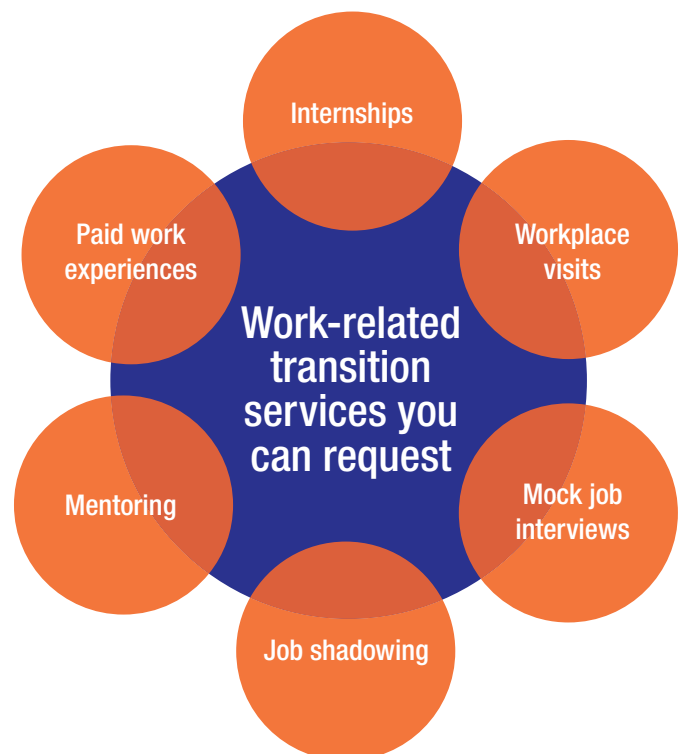 Internships
Paid work
experiences
Workplace
visits
Work-related
transition
services you
can request
Mentoring
Mock job
interviews
Job shadowing